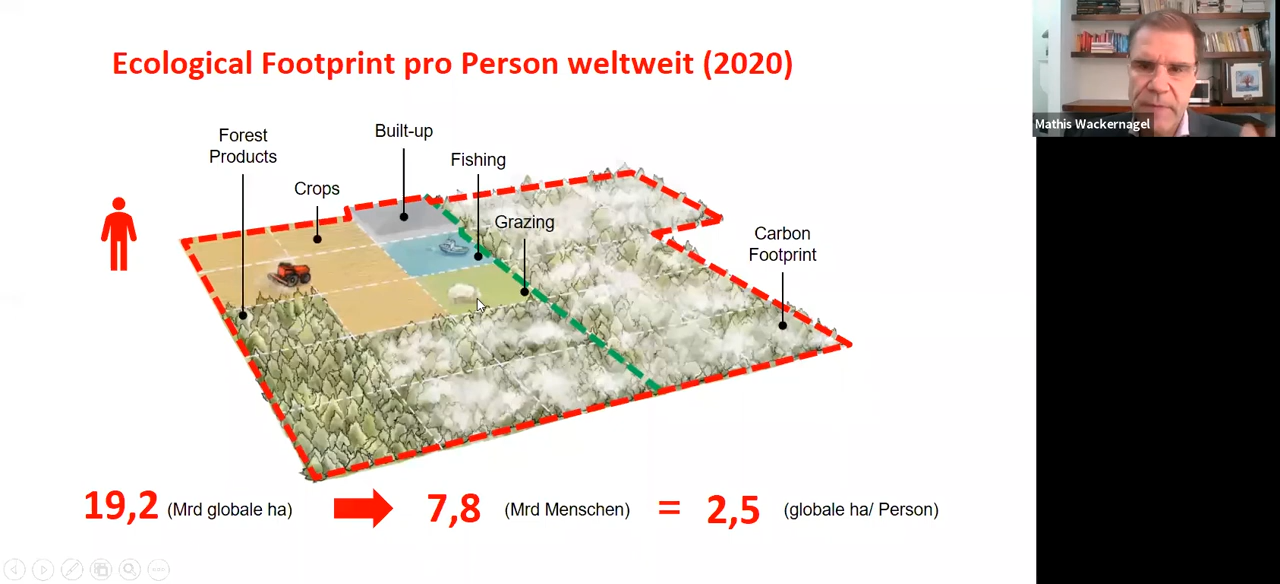 Ecological Footprint pro Person weltweit (2020)
Mathis Wackernagel
Forest
Products
Crops
Built-up
Fishing
Grazing
Carbon
Footprint
19,2 (Mrd globale ha) 7,8 (Mrd Menschen) = 2,5 (globale ha/ Person)